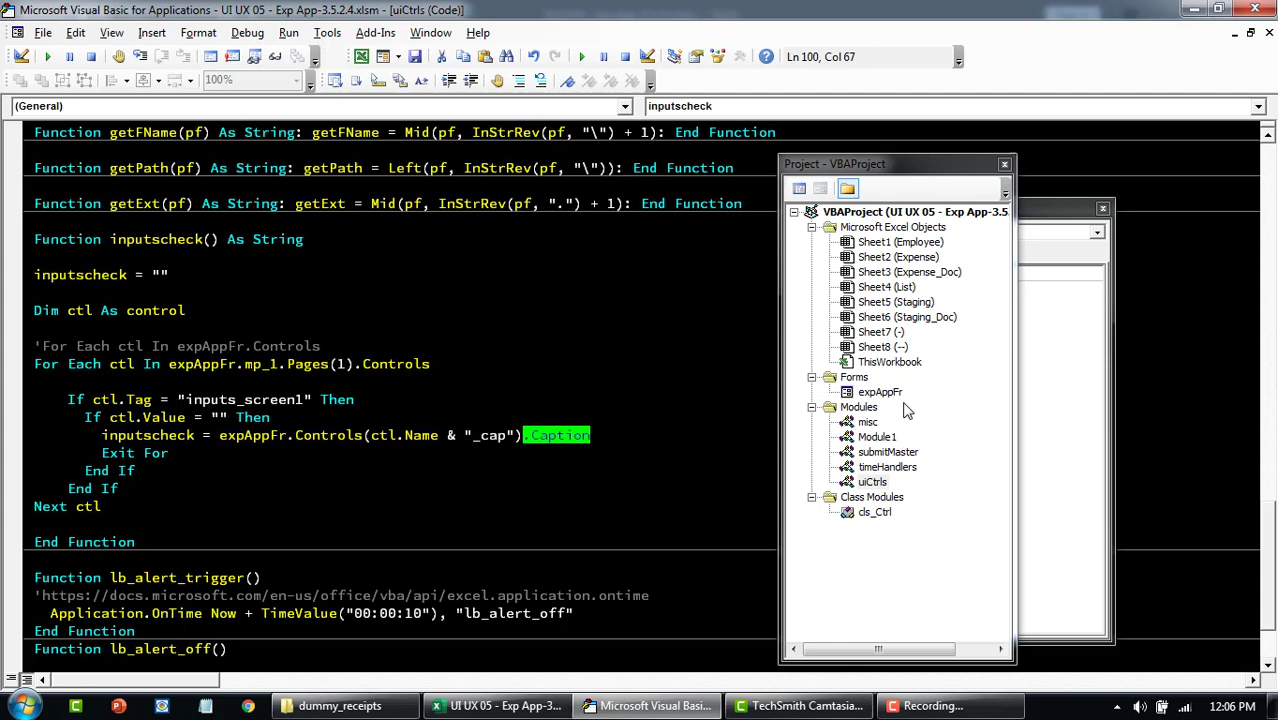 Microsoft Visual Basic for Applications - UI UX 05 - Exp App-3.5.2.4.xlsm - [uiCtrls (Code)]
File Edit View Insert Format Debug Run Tools Add-Ins Window Help
Ln 100, Col 67
100%
(General)
inputscheck
Function getFName(pf) As String: getFName = Mid(pf, InStrRev(pf, "\") + 1): End Function
Function getPath(pf) As String: getPath = Left(pf, InStrRev(pf, "\")): End Function
Function getExt(pf) As String: getExt = Mid(pf, InStrRev(pf, ".") + 1): End Function
Function inputscheck() As String
inputscheck = ""
Dim ctl As control
'For Each ctl In expAppFr.Controls
For Each ctl In expAppFr.mp_1.Pages(1).Controls
If ctl.Tag = "inputs_screen1" Then
If ctl.Value = "" Then
inputscheck = expAppFr.Controls(ctl.Name & "_cap").Caption
Exit For
End If
End If
Next ctl
End Function
Function lb_alert_trigger()
'https://docs.microsoft.com/en-us/office/vba/api/excel.application.ontime
Application.OnTime Now + TimeValue("00:00:10"), "lb_alert_off"
End Function
Function lb_alert_off()
Project - VBAProject
VBAProject (UI UX 05 - Exp App-3.5.
Microsoft Excel Objects
Sheet1 (Employee)
Sheet2 (Expense)
Sheet3 (Expense_Doc)
Sheet4 (List)
Sheet5 (Staging)
Sheet6 (Staging_Doc)
Sheet7 (-)
Sheet8 (--)
ThisWorkbook
Forms
expAppFr
Modules
misc
Module1
submitMaster
timeHandlers
uiCtrls
Class Modules
cls_Ctrl
dummy_receipts
UI UX 05 - Exp App-3...
Microsoft Visual Basi...
TechSmith Camtasia...
Recording...
12:06 PM